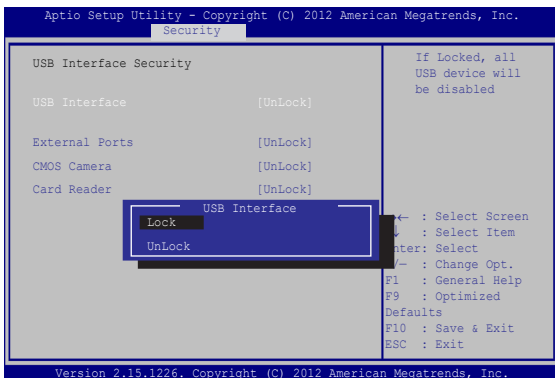 Aptio Setup Utility - Copyright (C) 2012 American Megatrends, Inc.
Security
USB Interface Security
USB Interface [UnLock]
External Ports [UnLock]
CMOS Camera [UnLock]
Card Reader [UnLock]
USB Interface
Lock
UnLock
If Locked, all
USB device will
be disabled
→← : Select Screen
↓ : Select Item
nter: Select
/— : Change Opt.
F1 : General Help
F9 : Optimized
Defaults
F10 : Save & Exit
ESC : Exit
Version 2.15.1226. Copyright (C) 2012 American Megatrends, Inc.